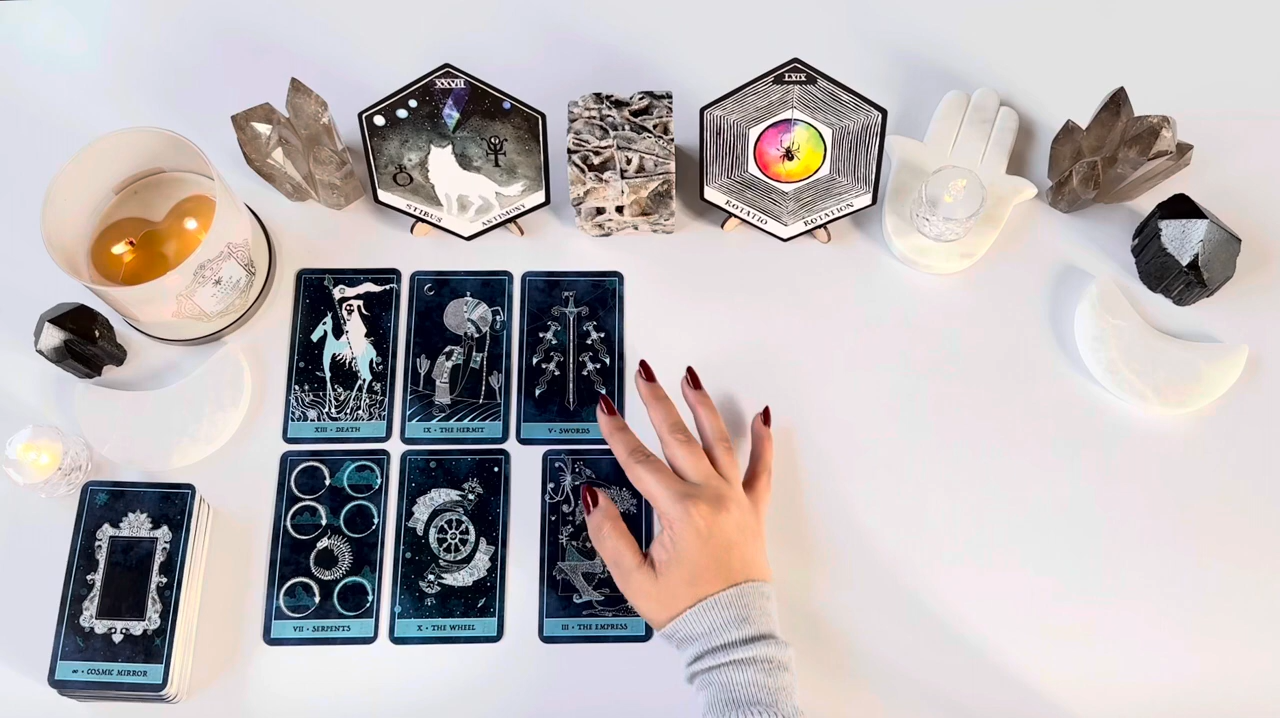 XXVII
STIBUS ANTIMONY
LXIX
ROTATIO ROTATION
XIII • DEATH
IX • THE HERMIT
V • SWORDS
VII • SERPENTS
X • THE WHEEL
III • THE EMPRESS
∞ • COSMIC MIRROR